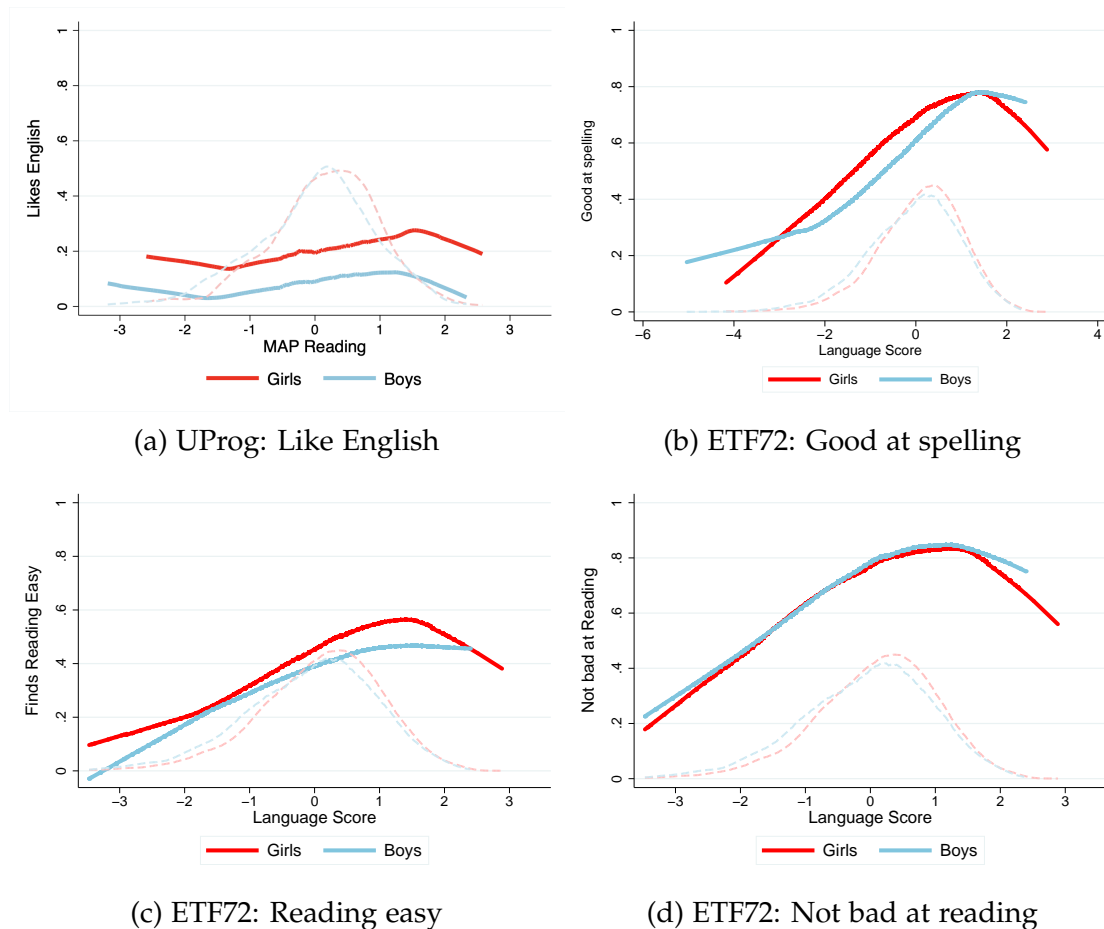 1
.8
.6
.4
.2
0
Likes English
-3 -2 -1 0 1 2 3
MAP Reading
Girls Boys
(a) UProg: Like English
1
.8
.6
.4
.2
0
Good at spelling
−6 −4 −2 0 2 4
Language Score
Girls Boys
(b) ETF72: Good at spelling
1
.8
.6
.4
.2
0
Finds Reading Easy
−3 −2 −1 0 1 2 3
Language Score
Girls Boys
(c) ETF72: Reading easy
1
.8
.6
.4
.2
0
Not bad at Reading
−3 −2 −1 0 1 2 3
Language Score
Girls Boys
(d) ETF72: Not bad at reading